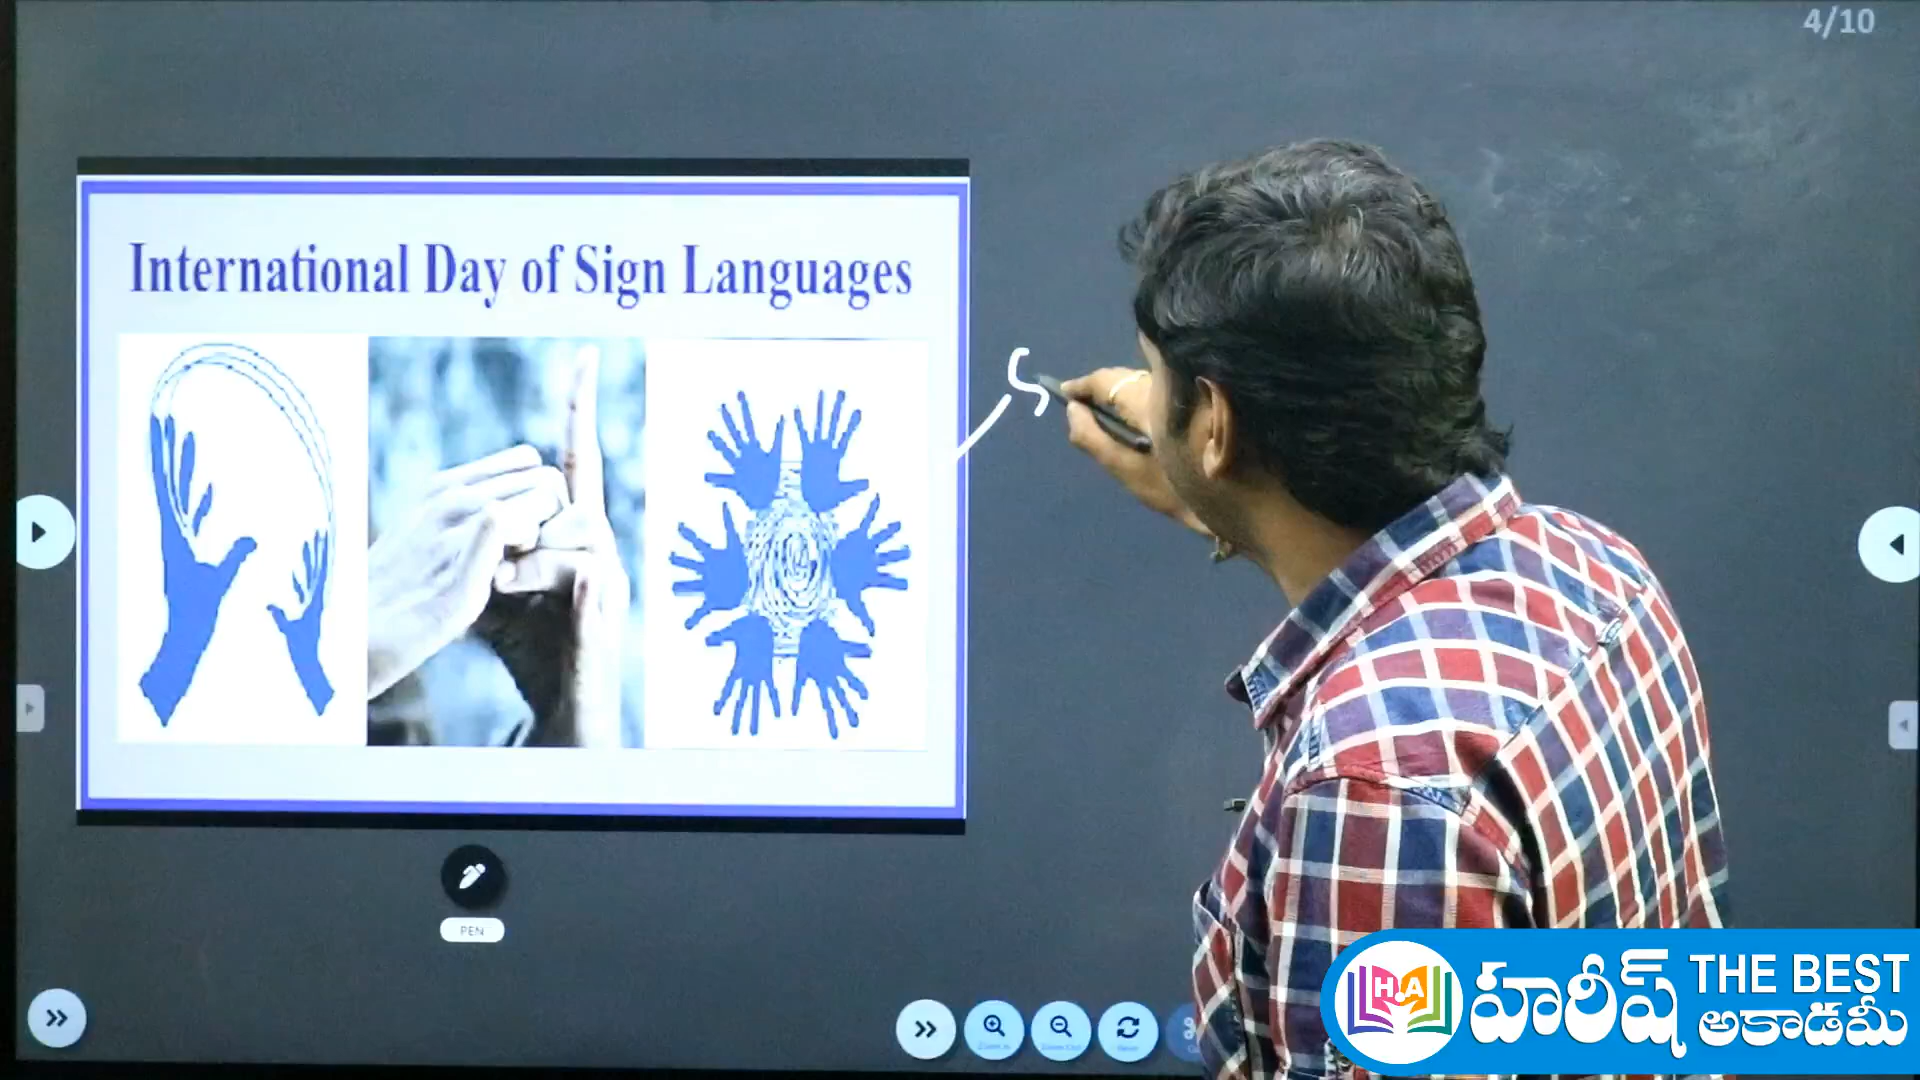 4/10
International Day of Sign Languages
S
PEN
H.A
హరీష్ THE BEST
అకాడమీ